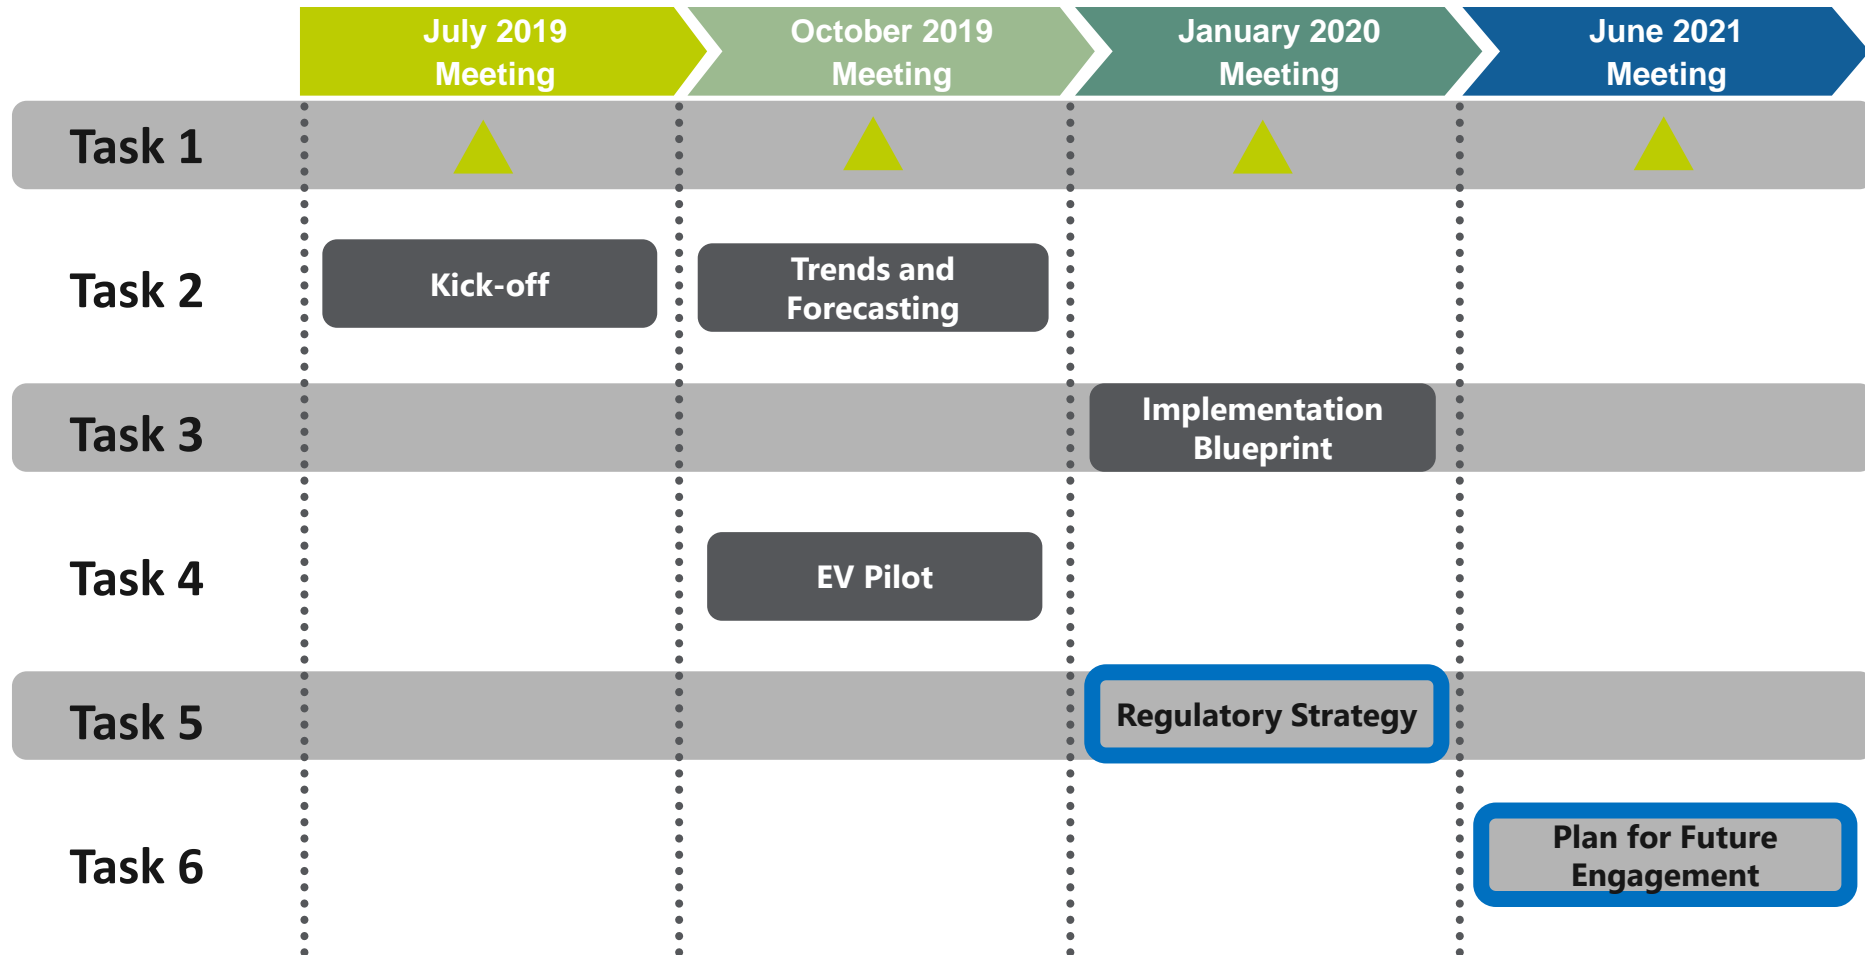 July 2019
Meeting
October 2019
Meeting
January 2020
Meeting
June 2021
Meeting
Task 1
Task 2
Kick-off
Trends and
Forecasting
Task 3
Implementation
Blueprint
Task 4
EV Pilot
Task 5
Regulatory Strategy
Task 6
Plan for Future
Engagement